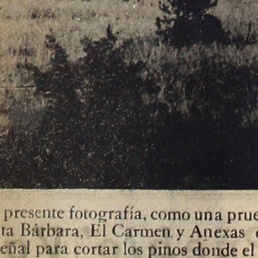 presente fotografía, como una prue
ta Bárbara, El Carmen y Anexas
eñal para cortar los pinos donde el